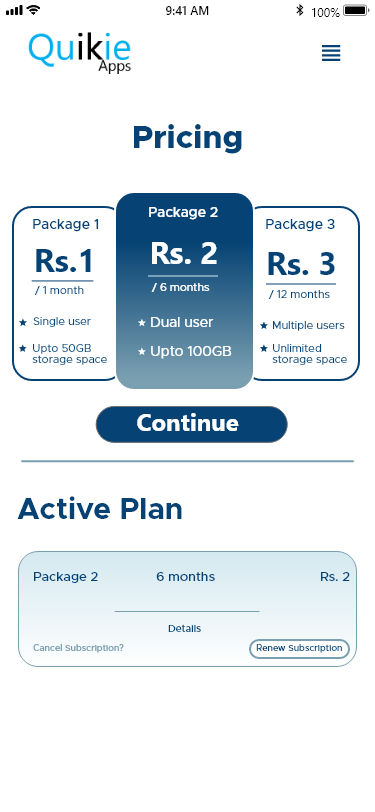 9:41 AM
100%
Quikie
Apps
Pricing
Package 1
Rs.1
/ 1 month
Single user
Upto 50GB
storage space
Package 2
Rs. 2
/ 6 months
Dual user
Upto 100GB
Package 3
Rs. 3
/ 12 months
Multiple users
Unlimited
storage space
Continue
Active Plan
Package 2 6 months Rs. 2
Details
Cancel Subscription? Renew Subscription